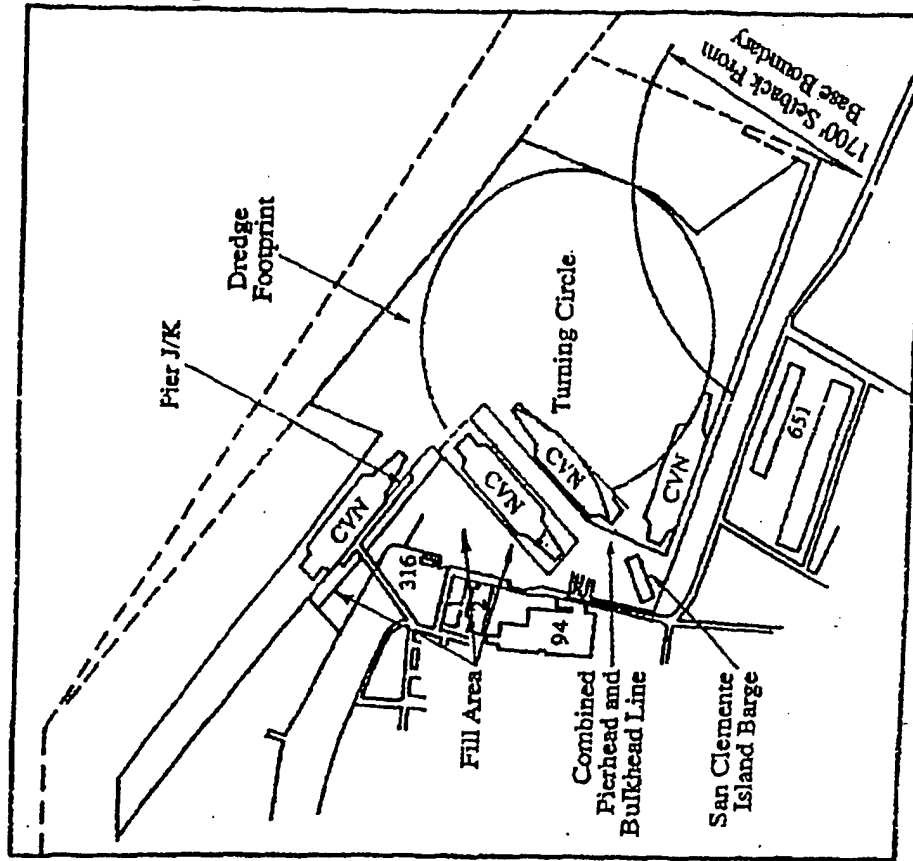 Dredge
Footprint
Pier J/K
1700' Setback From
Base Boundary
Turning Circle
CVN
CVN
CVN
CVN
316
2
94
651
Fill Area
Combined
Pierhead and
Bulkhead Line
San Clemente
Island Barge